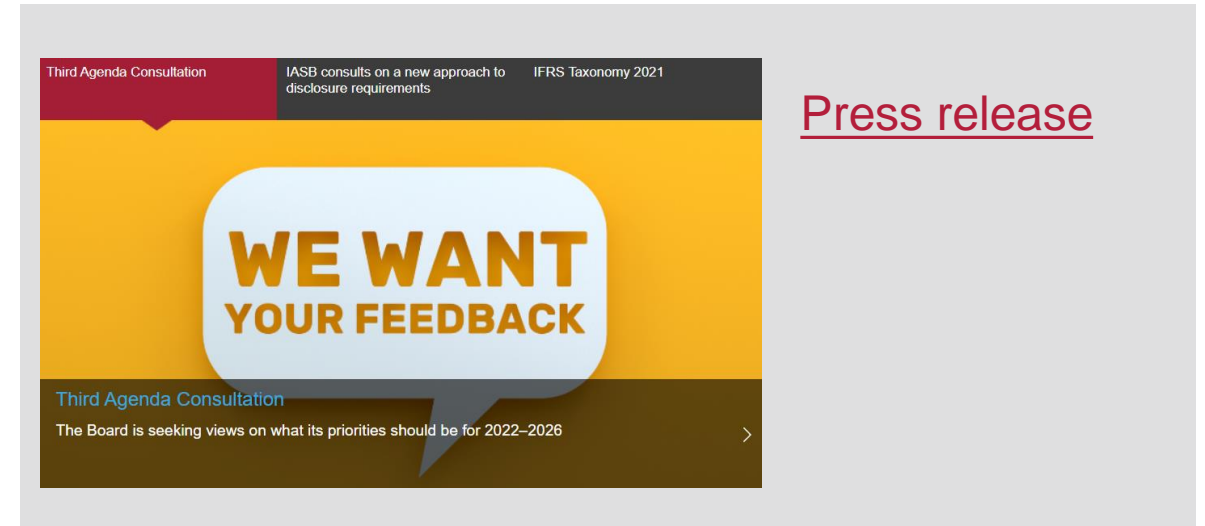 Third Agenda Consultation
IASB consults on a new approach to
disclosure requirements
IFRS Taxonomy 2021
Press release
WE WANT
YOUR FEEDBACK
Third Agenda Consultation
The Board is seeking views on what its priorities should be for 2022–2026